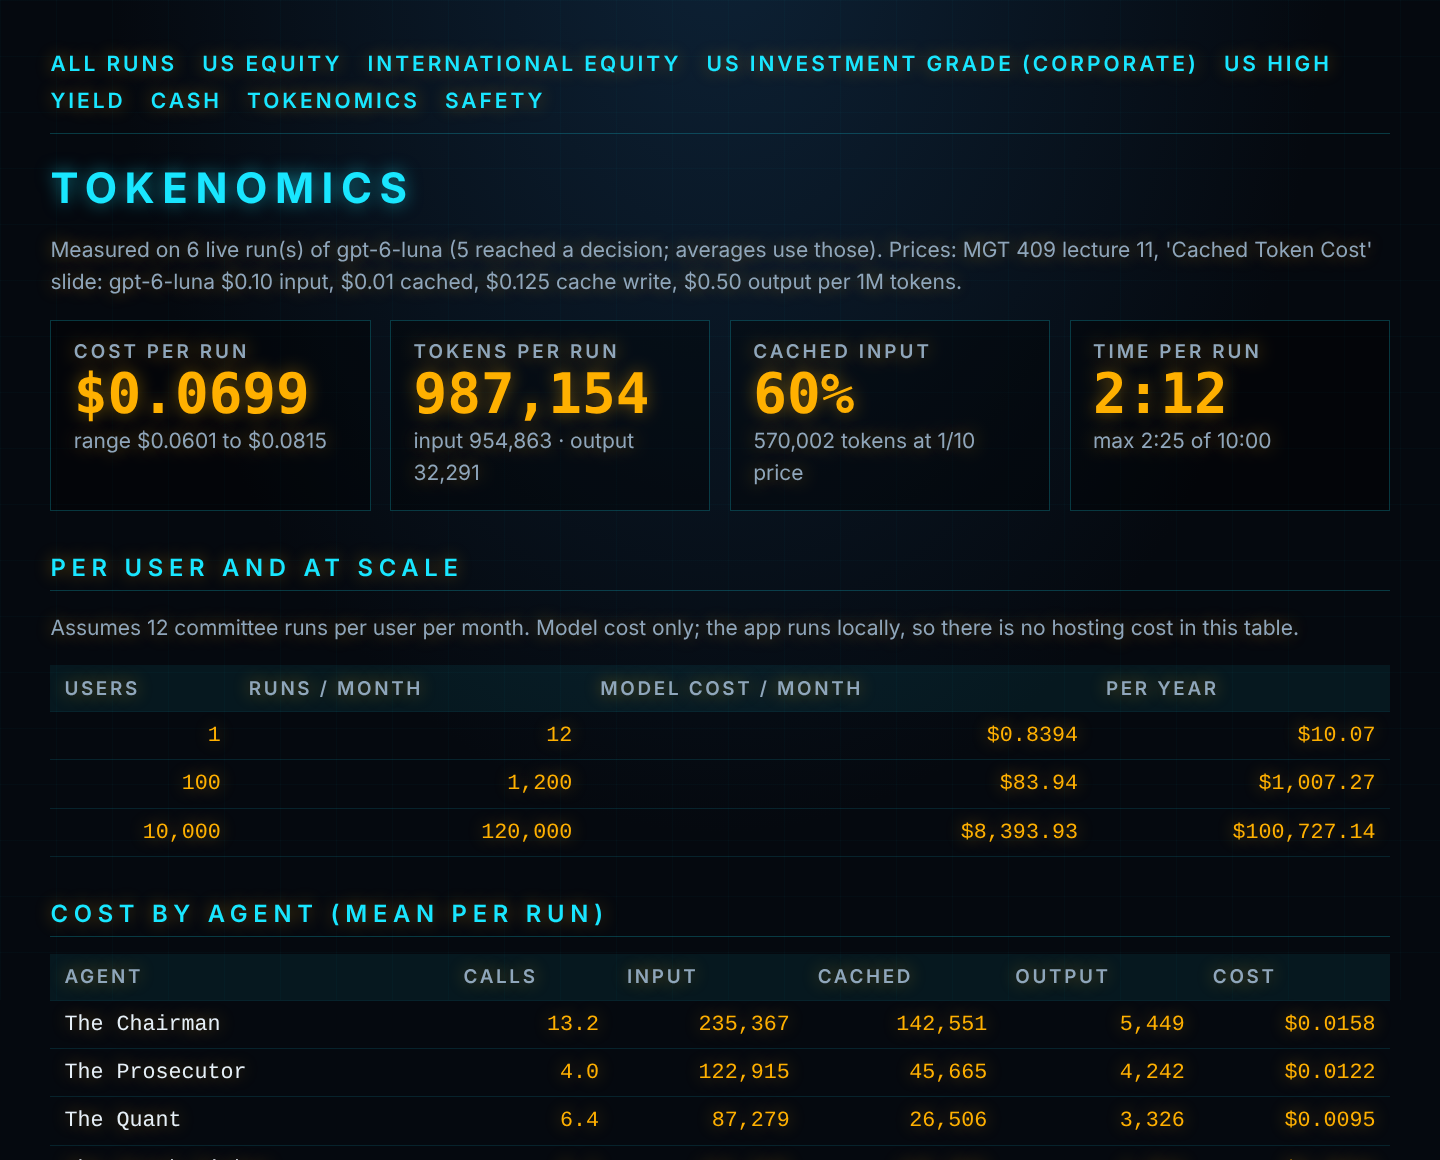 ALL RUNS US EQUITY INTERNATIONAL EQUITY US INVESTMENT GRADE (CORPORATE) US HIGH
YIELD CASH TOKENOMICS SAFETY
TOKENOMICS
Measured on 6 live run(s) of gpt-6-luna (5 reached a decision; averages use those). Prices: MGT 409 lecture 11, 'Cached Token Cost'
slide: gpt-6-luna $0.10 input, $0.01 cached, $0.125 cache write, $0.50 output per 1M tokens.
COST PER RUN
$0.0699
range $0.0601 to $0.0815
TOKENS PER RUN
987,154
input 954,863 · output
32,291
CACHED INPUT
60%
570,002 tokens at 1/10
price
TIME PER RUN
2:12
max 2:25 of 10:00
PER USER AND AT SCALE
Assumes 12 committee runs per user per month. Model cost only; the app runs locally, so there is no hosting cost in this table.
USERS RUNS / MONTH MODEL COST / MONTH PER YEAR
1 12 $0.8394 $10.07
100 1,200 $83.94 $1,007.27
10,000 120,000 $8,393.93 $100,727.14
COST BY AGENT (MEAN PER RUN)
AGENT CALLS INPUT CACHED OUTPUT COST
The Chairman 13.2 235,367 142,551 5,449 $0.0158
The Prosecutor 4.0 122,915 45,665 4,242 $0.0122
The Quant 6.4 87,279 26,506 3,326 $0.0095